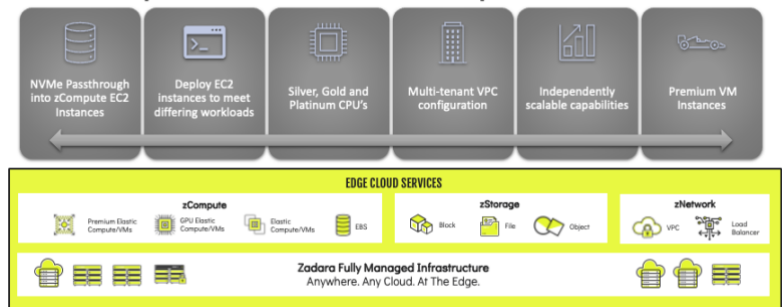 NVMe Passthrough
into zCompute EC2
Instances
Deploy EC2
instances to meet
differing workloads
Silver, Gold and
Platinum CPU's
Multi-tenant VPC
configuration
Independently
scalable capabilities
Premium VM
Instances
EDGE CLOUD SERVICES
zCompute
Premium Elastic
Compute/VMs
GPU Elastic
Compute/VMs
Elastic
Compute/VMs
EBS
zStorage
Block
File
Object
zNetwork
VPC
Load
Balancer
Zadara Fully Managed Infrastructure
Anywhere. Any Cloud. At The Edge.